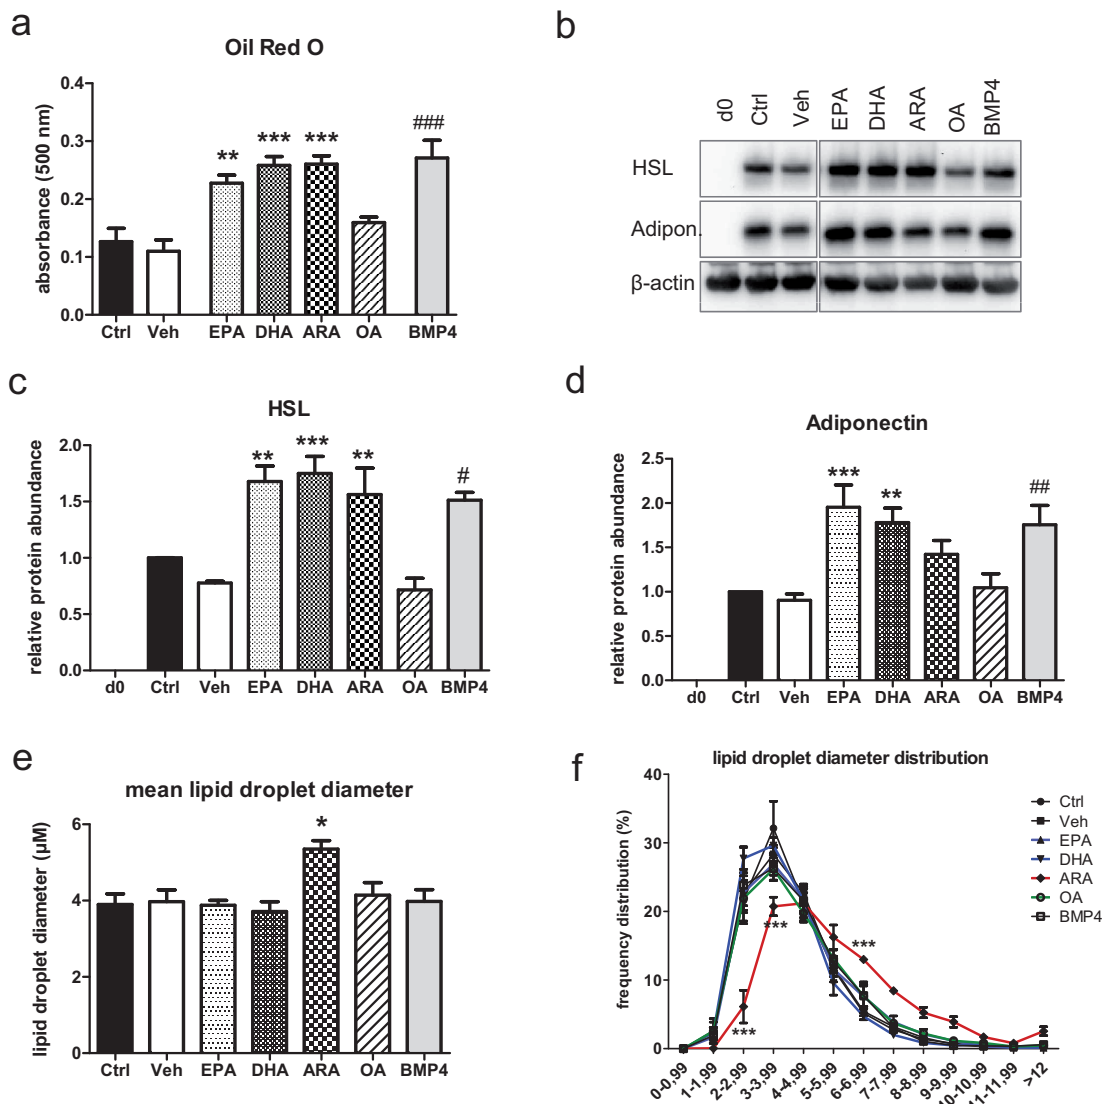 a
Oil Red O
absorbance (500 nm)
0.4
0.3
0.2
0.1
0.0
** *** *** ###
Ctrl Veh EPA DHA ARA OA BMP4
b
d0 Ctrl Veh EPA DHA ARA OA BMP4
HSL
Adipon.
β-actin
c
HSL
relative protein abundance
2.0
1.5
1.0
0.5
0.0
** *** ** #
d0 Ctrl Veh EPA DHA ARA OA BMP4
d
Adiponectin
relative protein abundance
2.5
2.0
1.5
1.0
0.5
0.0
*** ** ##
d0 Ctrl Veh EPA DHA ARA OA BMP4
e
mean lipid droplet diameter
lipid droplet diameter (µM)
6
4
2
0
*
Ctrl Veh EPA DHA ARA OA BMP4
f
lipid droplet diameter distribution
frequency distribution (%)
40
30
20
10
0
*** *** ***
Ctrl
Veh
EPA
DHA
ARA
OA
BMP4
0-0,99 1-1,99 2-2,99 3-3,99 4-4,99 5-5,99 6-6,99 7-7,99 8-8,99 9-9,99 10-10,99 11-11,99 >12